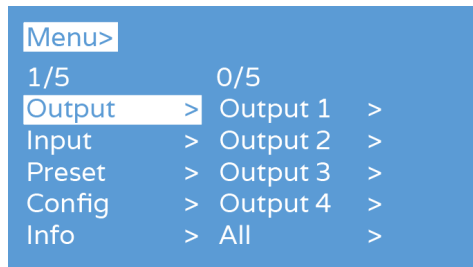 Menu>
1/5 0/5
Output > Output 1 >
Input > Output 2 >
Preset > Output 3 >
Config > Output 4 >
Info > All >